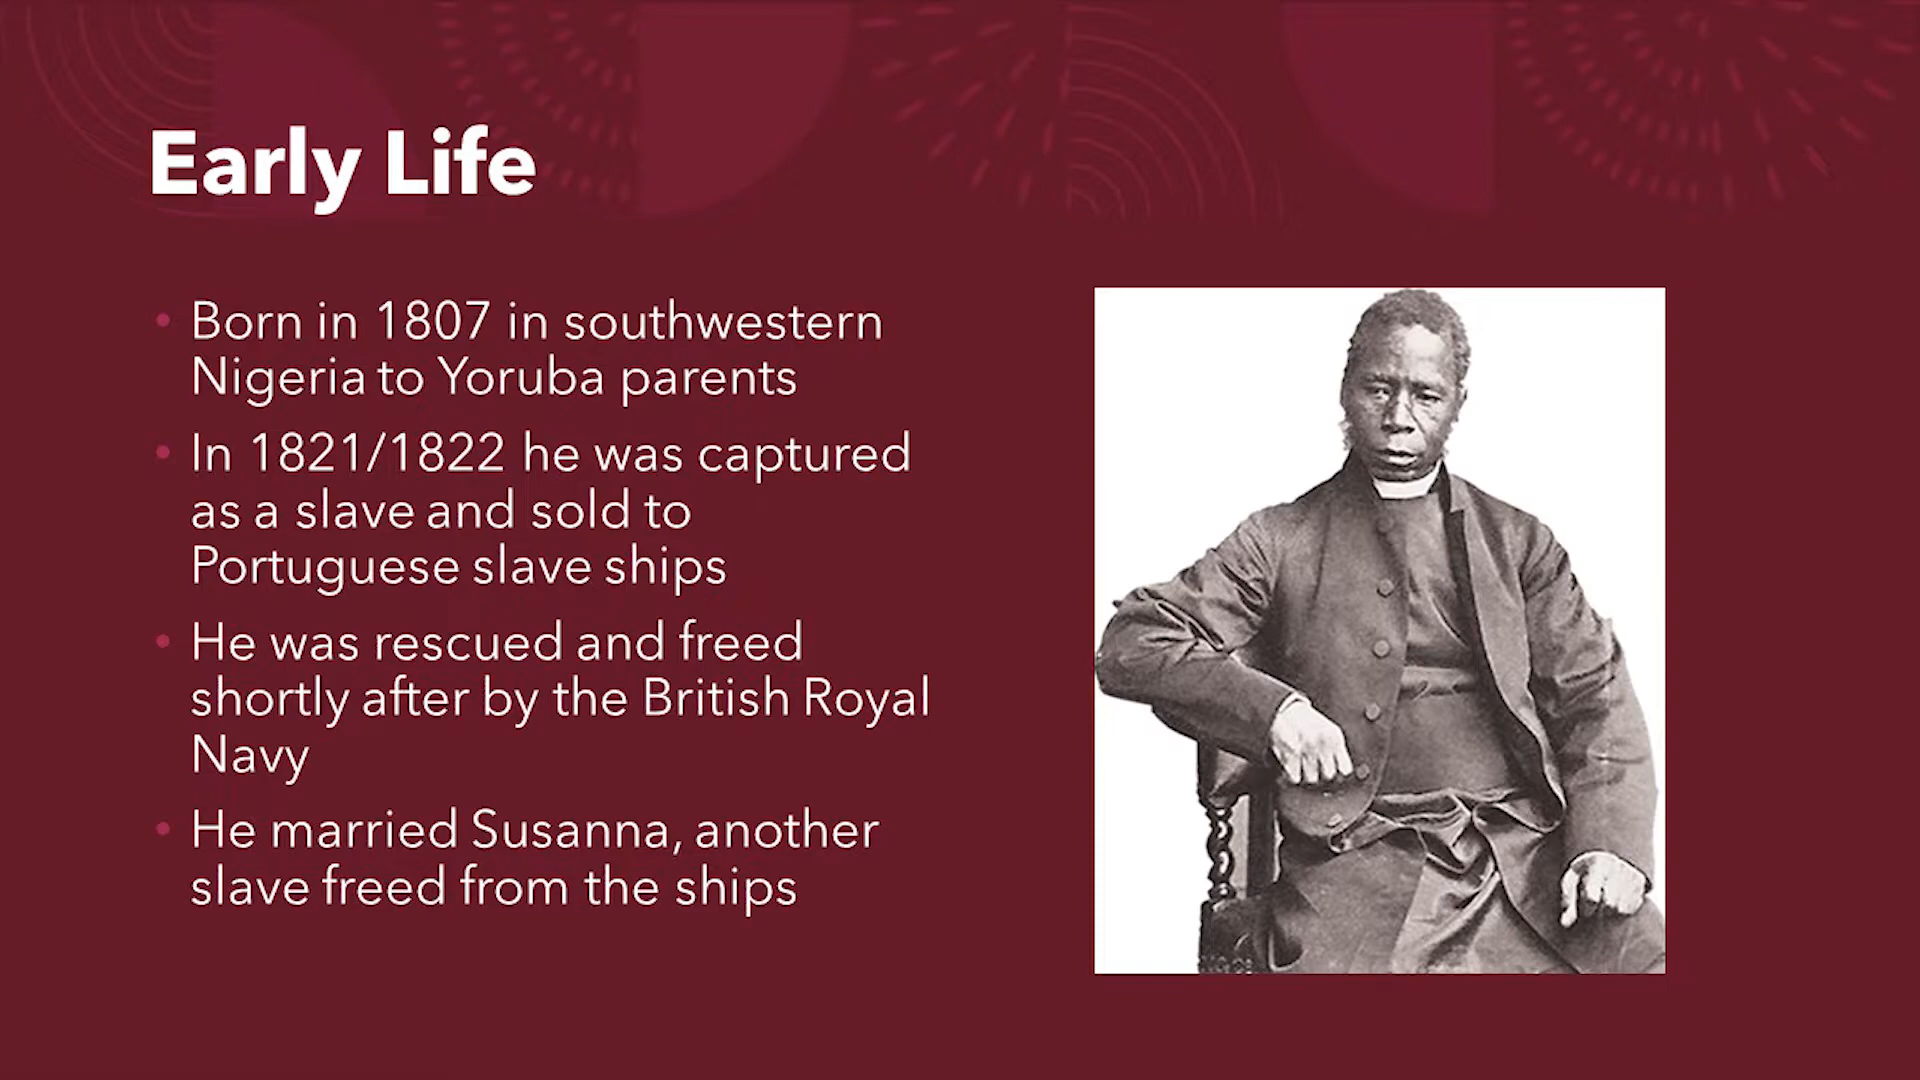 Early Life
• Born in 1807 in southwestern
Nigeria to Yoruba parents
• In 1821/1822 he was captured
as a slave and sold to
Portuguese slave ships
• He was rescued and freed
shortly after by the British Royal
Navy
• He married Susanna, another
slave freed from the ships